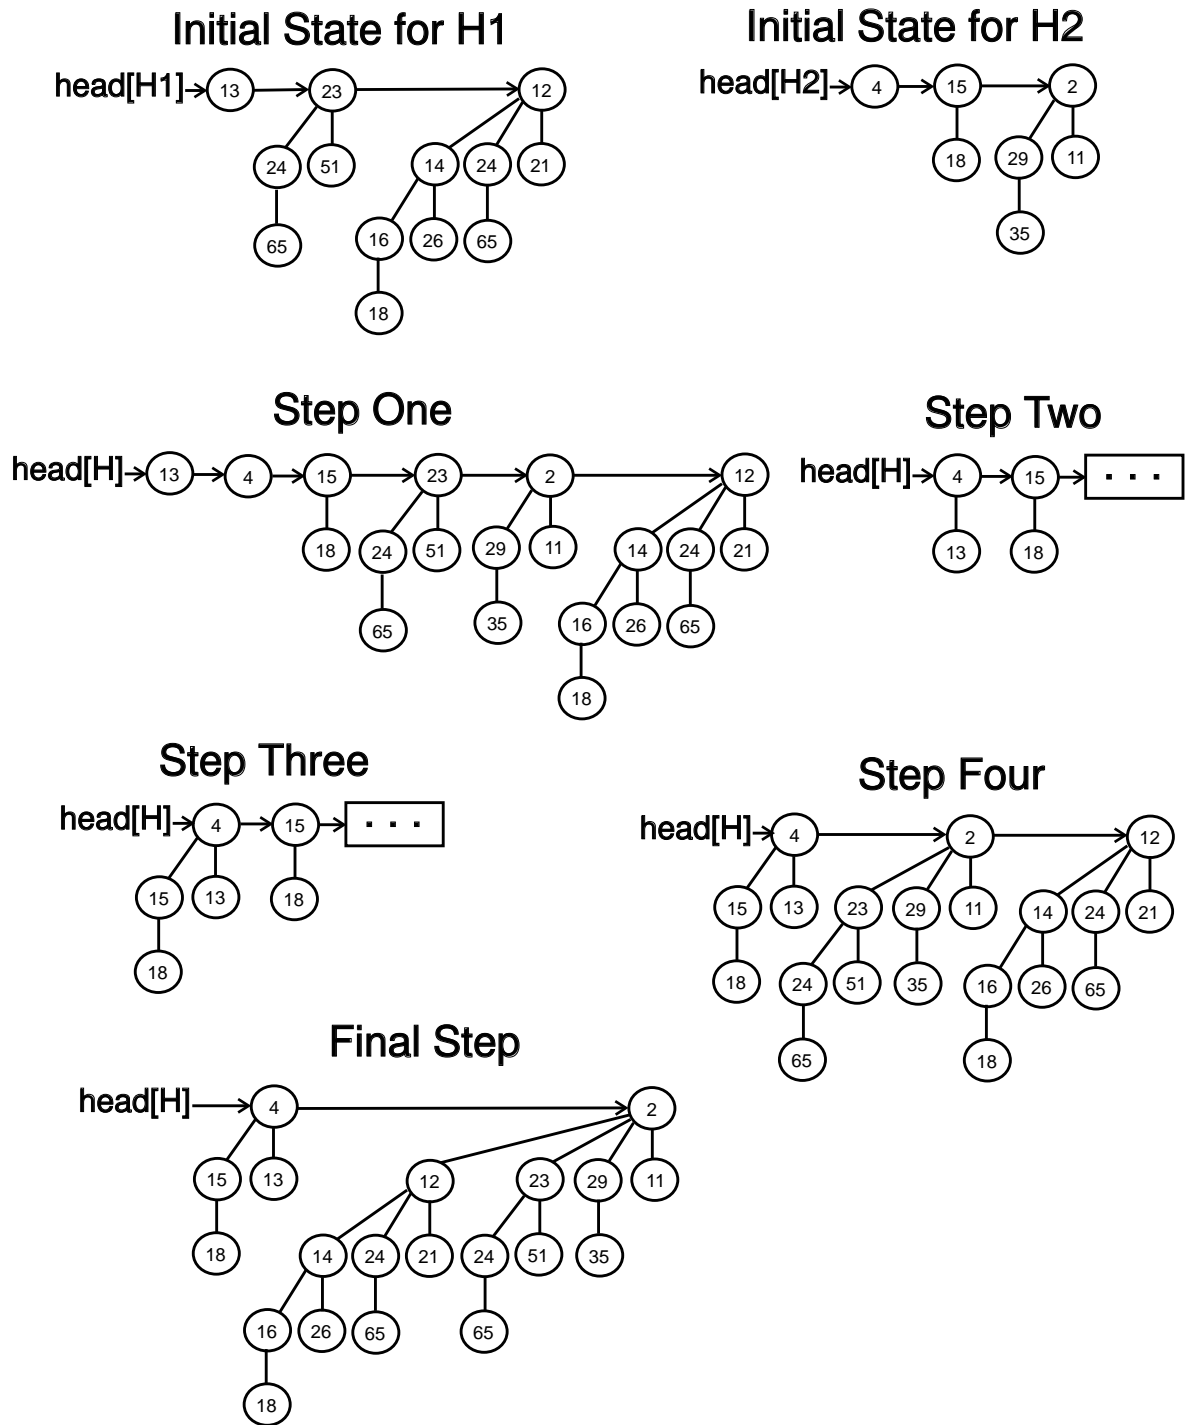 Initial State for H1
Initial State for H2
head[H1] 13 23 12
24 51 14 24 21
65 16 26 65
18
head[H2] 4 15 2
18 29 11
35
Step One
head[H] 13 4 15 23 2 12
18 24 51 29 11 14 24 21
65 35 16 26 65
18
Step Two
head[H] 4 15 ...
13 18
Step Three
head[H] 4 15 ...
15 13 18
18
Step Four
head[H] 4 2 12
15 13 23 29 11 14 24 21
18 24 51 35 16 26 65
65 18
Final Step
head[H] 4 2
15 13 12 23 29 11
18 14 24 21 24 51 35
16 26 65 65
18